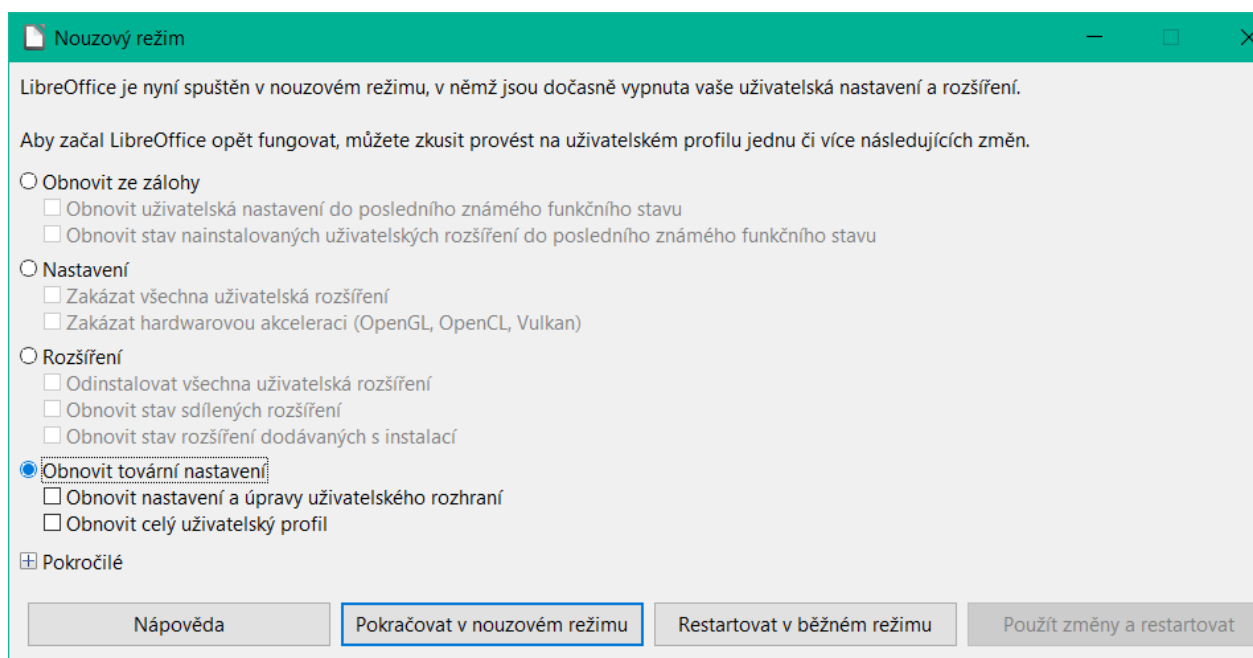 Nouzový režim
LibreOffice je nyní spuštěn v nouzovém režimu, v němž jsou dočasně vypnuta vaše uživatelská nastavení a rozšíření.
Aby začal LibreOffice opět fungovat, můžete zkusit provést na uživatelském profilu jednu či více následujících změn.
Obnovit ze zálohy
Obnovit uživatelská nastavení do posledního známého funkčního stavu
Obnovit stav nainstalovaných uživatelských rozšíření do posledního známého funkčního stavu
Nastavení
Zakázat všechna uživatelská rozšíření
Zakázat hardwarovou akceleraci (OpenGL, OpenCL, Vulkan)
Rozšíření
Odinstalovat všechna uživatelská rozšíření
Obnovit stav sdílených rozšíření
Obnovit stav rozšíření dodávaných s instalací
Obnovit tovární nastavení
Obnovit nastavení a úpravy uživatelského rozhraní
Obnovit celý uživatelský profil
Pokročilé
Nápověda Pokračovat v nouzovém režimu Restartovat v běžném režimu Použít změny a restartovat